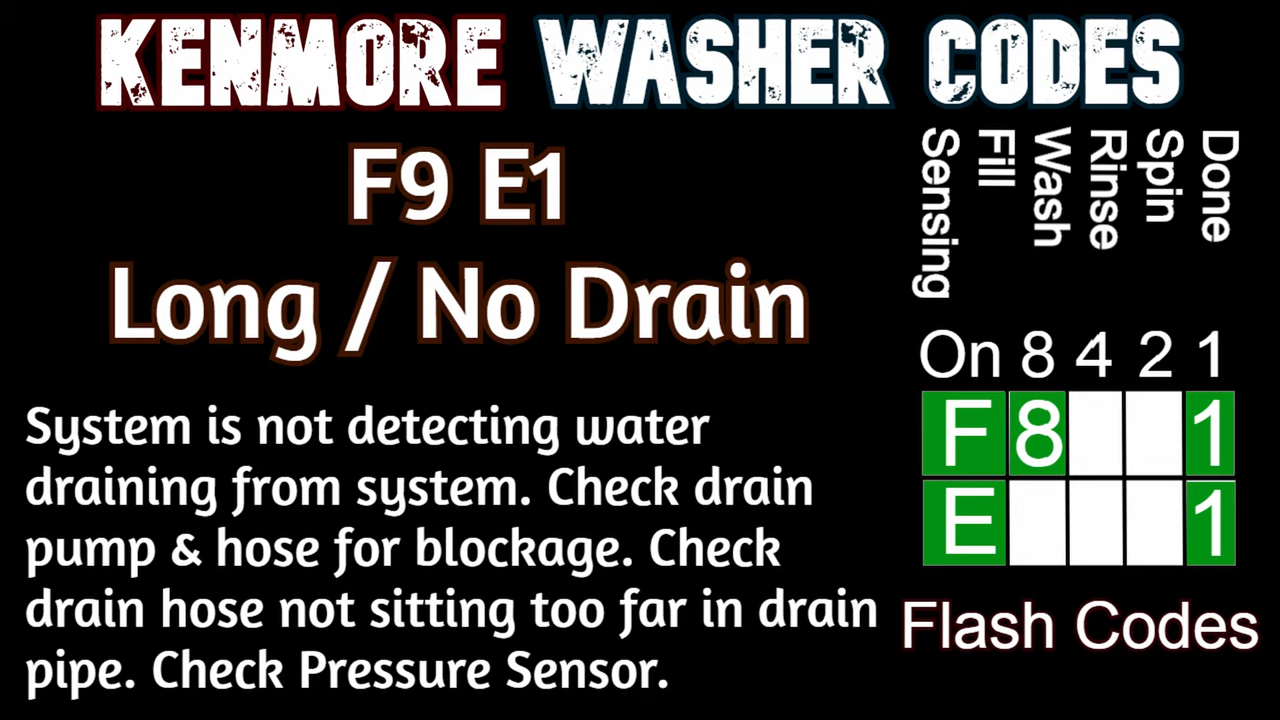 KENMORE WASHER CODES
F9 E1
Long / No Drain
System is not detecting water
draining from system. Check drain
pump & hose for blockage. Check
drain hose not sitting too far in drain
pipe. Check Pressure Sensor.
Sensing
Fill
Wash
Rinse
Spin
Done
On 8 4 2 1
F 8 1
E 1
Flash Codes